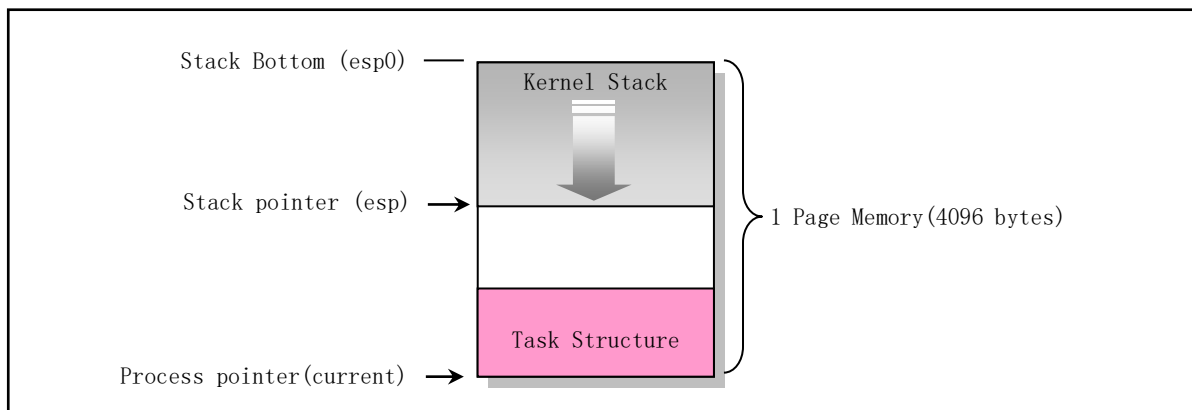 Stack Bottom (esp0)
Kernel Stack
Stack pointer (esp)
1 Page Memory(4096 bytes)
Task Structure
Process pointer(current)